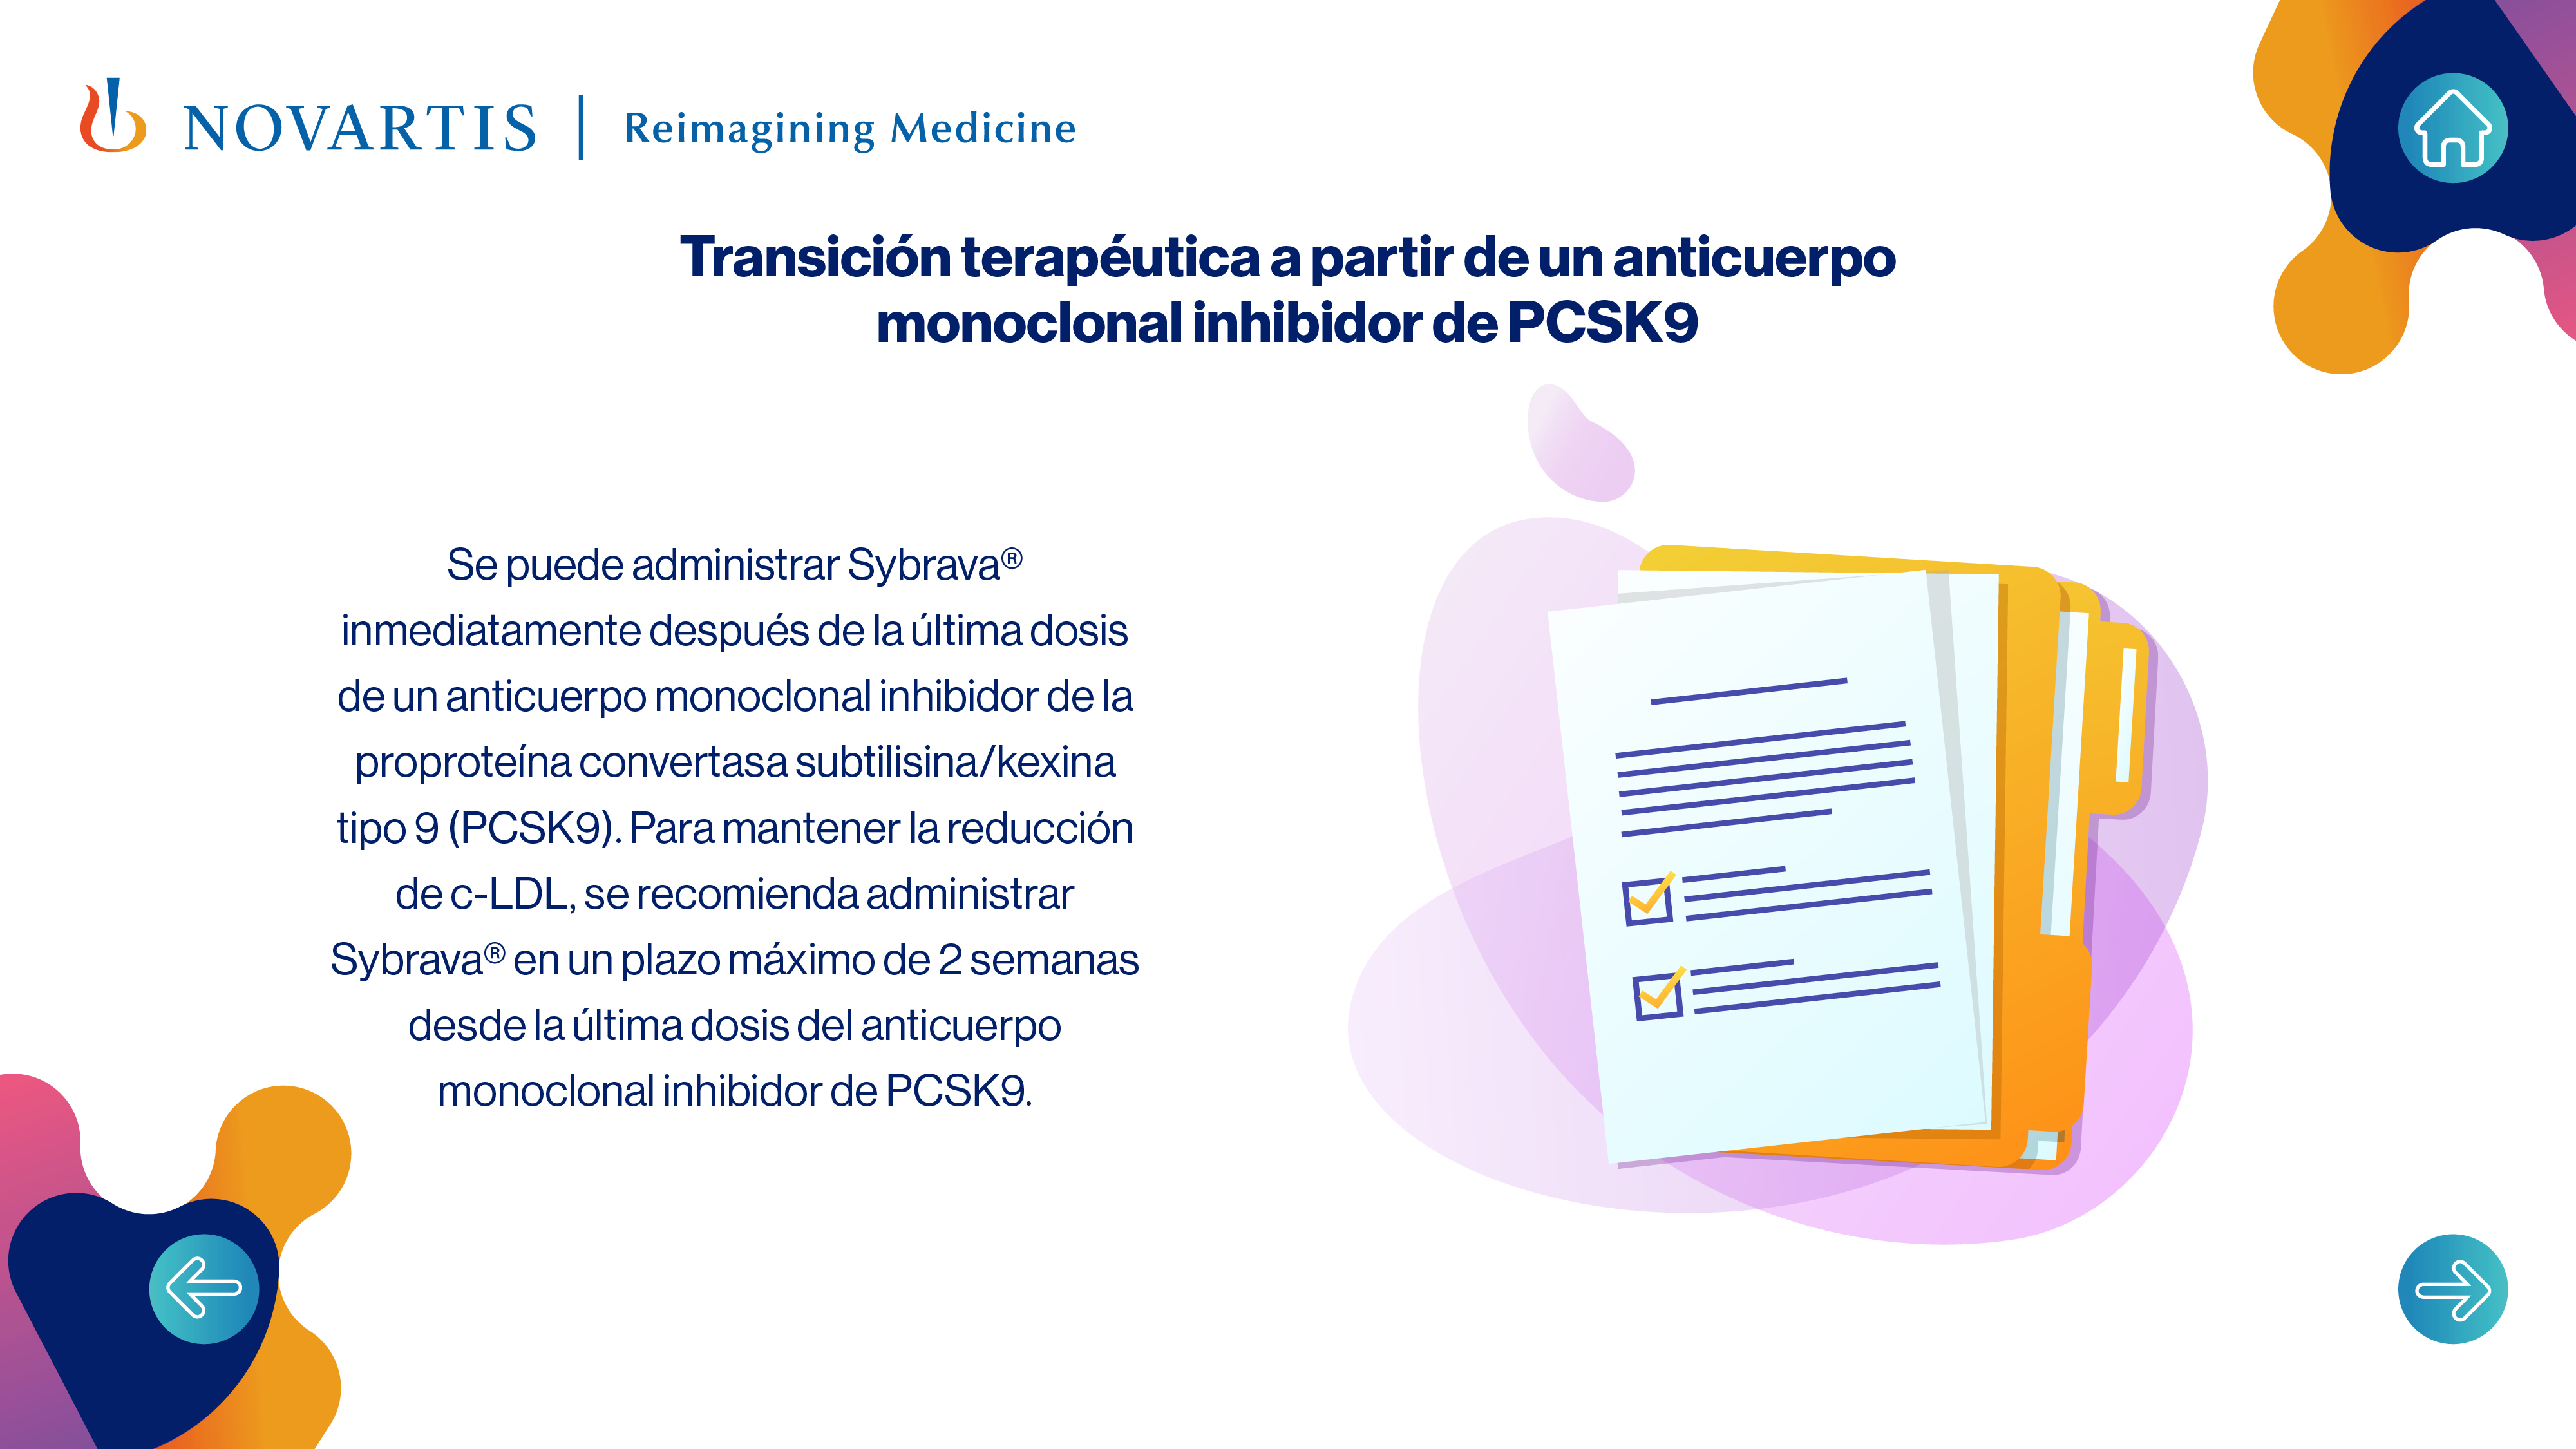 NOVARTIS | Reimagining Medicine
Transición terapéutica a partir de un anticuerpo
monoclonal inhibidor de PCSK9
Se puede administrar Sybrava®
inmediatamente después de la última dosis
de un anticuerpo monoclonal inhibidor de la
proproteína convertasa subtilisina/kexina
tipo 9 (PCSK9). Para mantener la reducción
de c-LDL, se recomienda administrar
Sybrava® en un plazo máximo de 2 semanas
desde la última dosis del anticuerpo
monoclonal inhibidor de PCSK9.